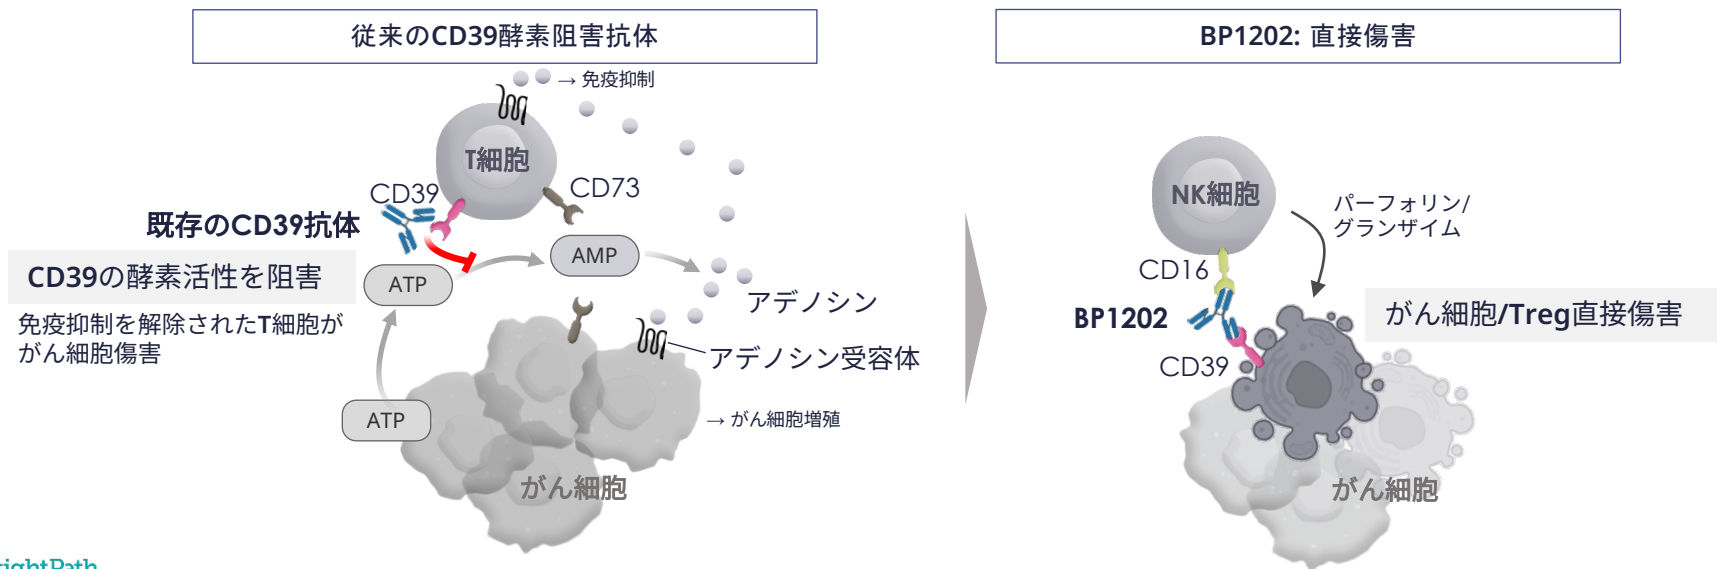 従来のCD39酵素阻害抗体
→ 免疫抑制
T細胞
CD39
CD73
既存のCD39抗体
CD39の酵素活性を阻害
ATP
AMP
免疫抑制を解除されたT細胞が
がん細胞傷害
アデノシン
アデノシン受容体
ATP
→ がん細胞増殖
がん細胞
BP1202: 直接傷害
NK細胞
パーフォリン/
グランザイム
CD16
BP1202
がん細胞/Treg直接傷害
CD39
がん細胞
rightPath